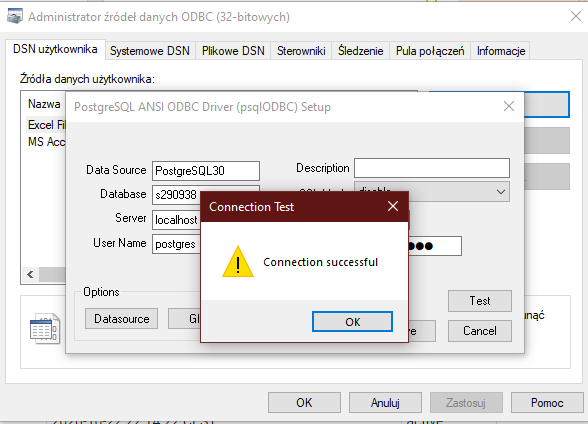 Administrator źródeł danych ODBC (32-bitowych)
DSN użytkownika Systemowe DSN Plikowe DSN Sterowniki Śledzenie Pula połączeń Informacje
Źródła danych użytkownika:
Nazwa
Excel Fi
MS Acc
PostgreSQL ANSI ODBC Driver (psqlODBC) Setup
Data Source PostgreSQL30 Description
Database s290938 disable
Server localhost
User Name postgres
Connection Test
Connection successful
OK
Options
Datasource Gl
Test
Cancel
unąć
OK Anuluj Zastosuj Pomoc